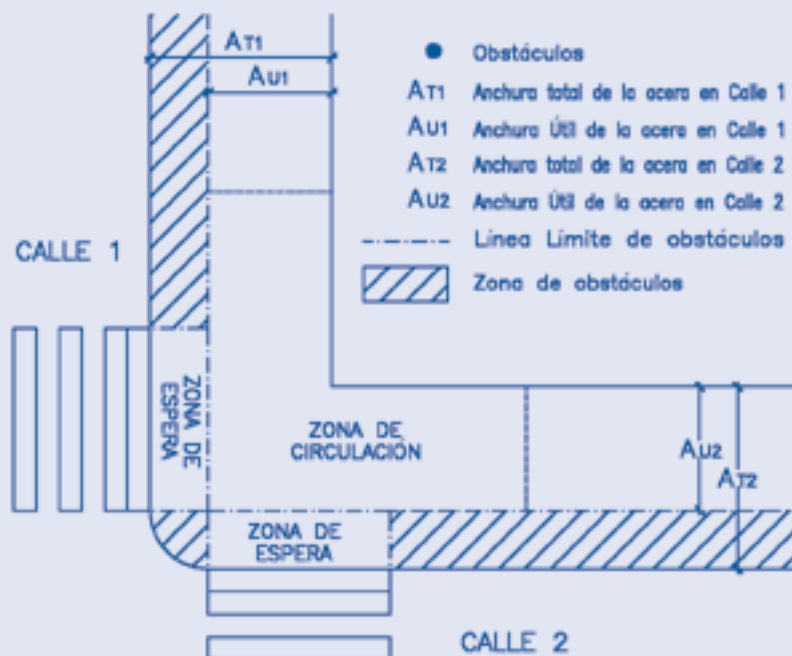 AT1
AU1
Obstáculos
AT1 Anchura total de la acera en Calle 1
AU1 Anchura Útil de la acera en Calle 1
AT2 Anchura total de la acera en Calle 2
AU2 Anchura Útil de la acera en Calle 2
Línea Límite de obstáculos
Zona de obstáculos
CALLE 1
ZONA DE
ESPERA
ZONA DE
CIRCULACIÓN
AU2
AT2
ZONA DE
ESPERA
CALLE 2